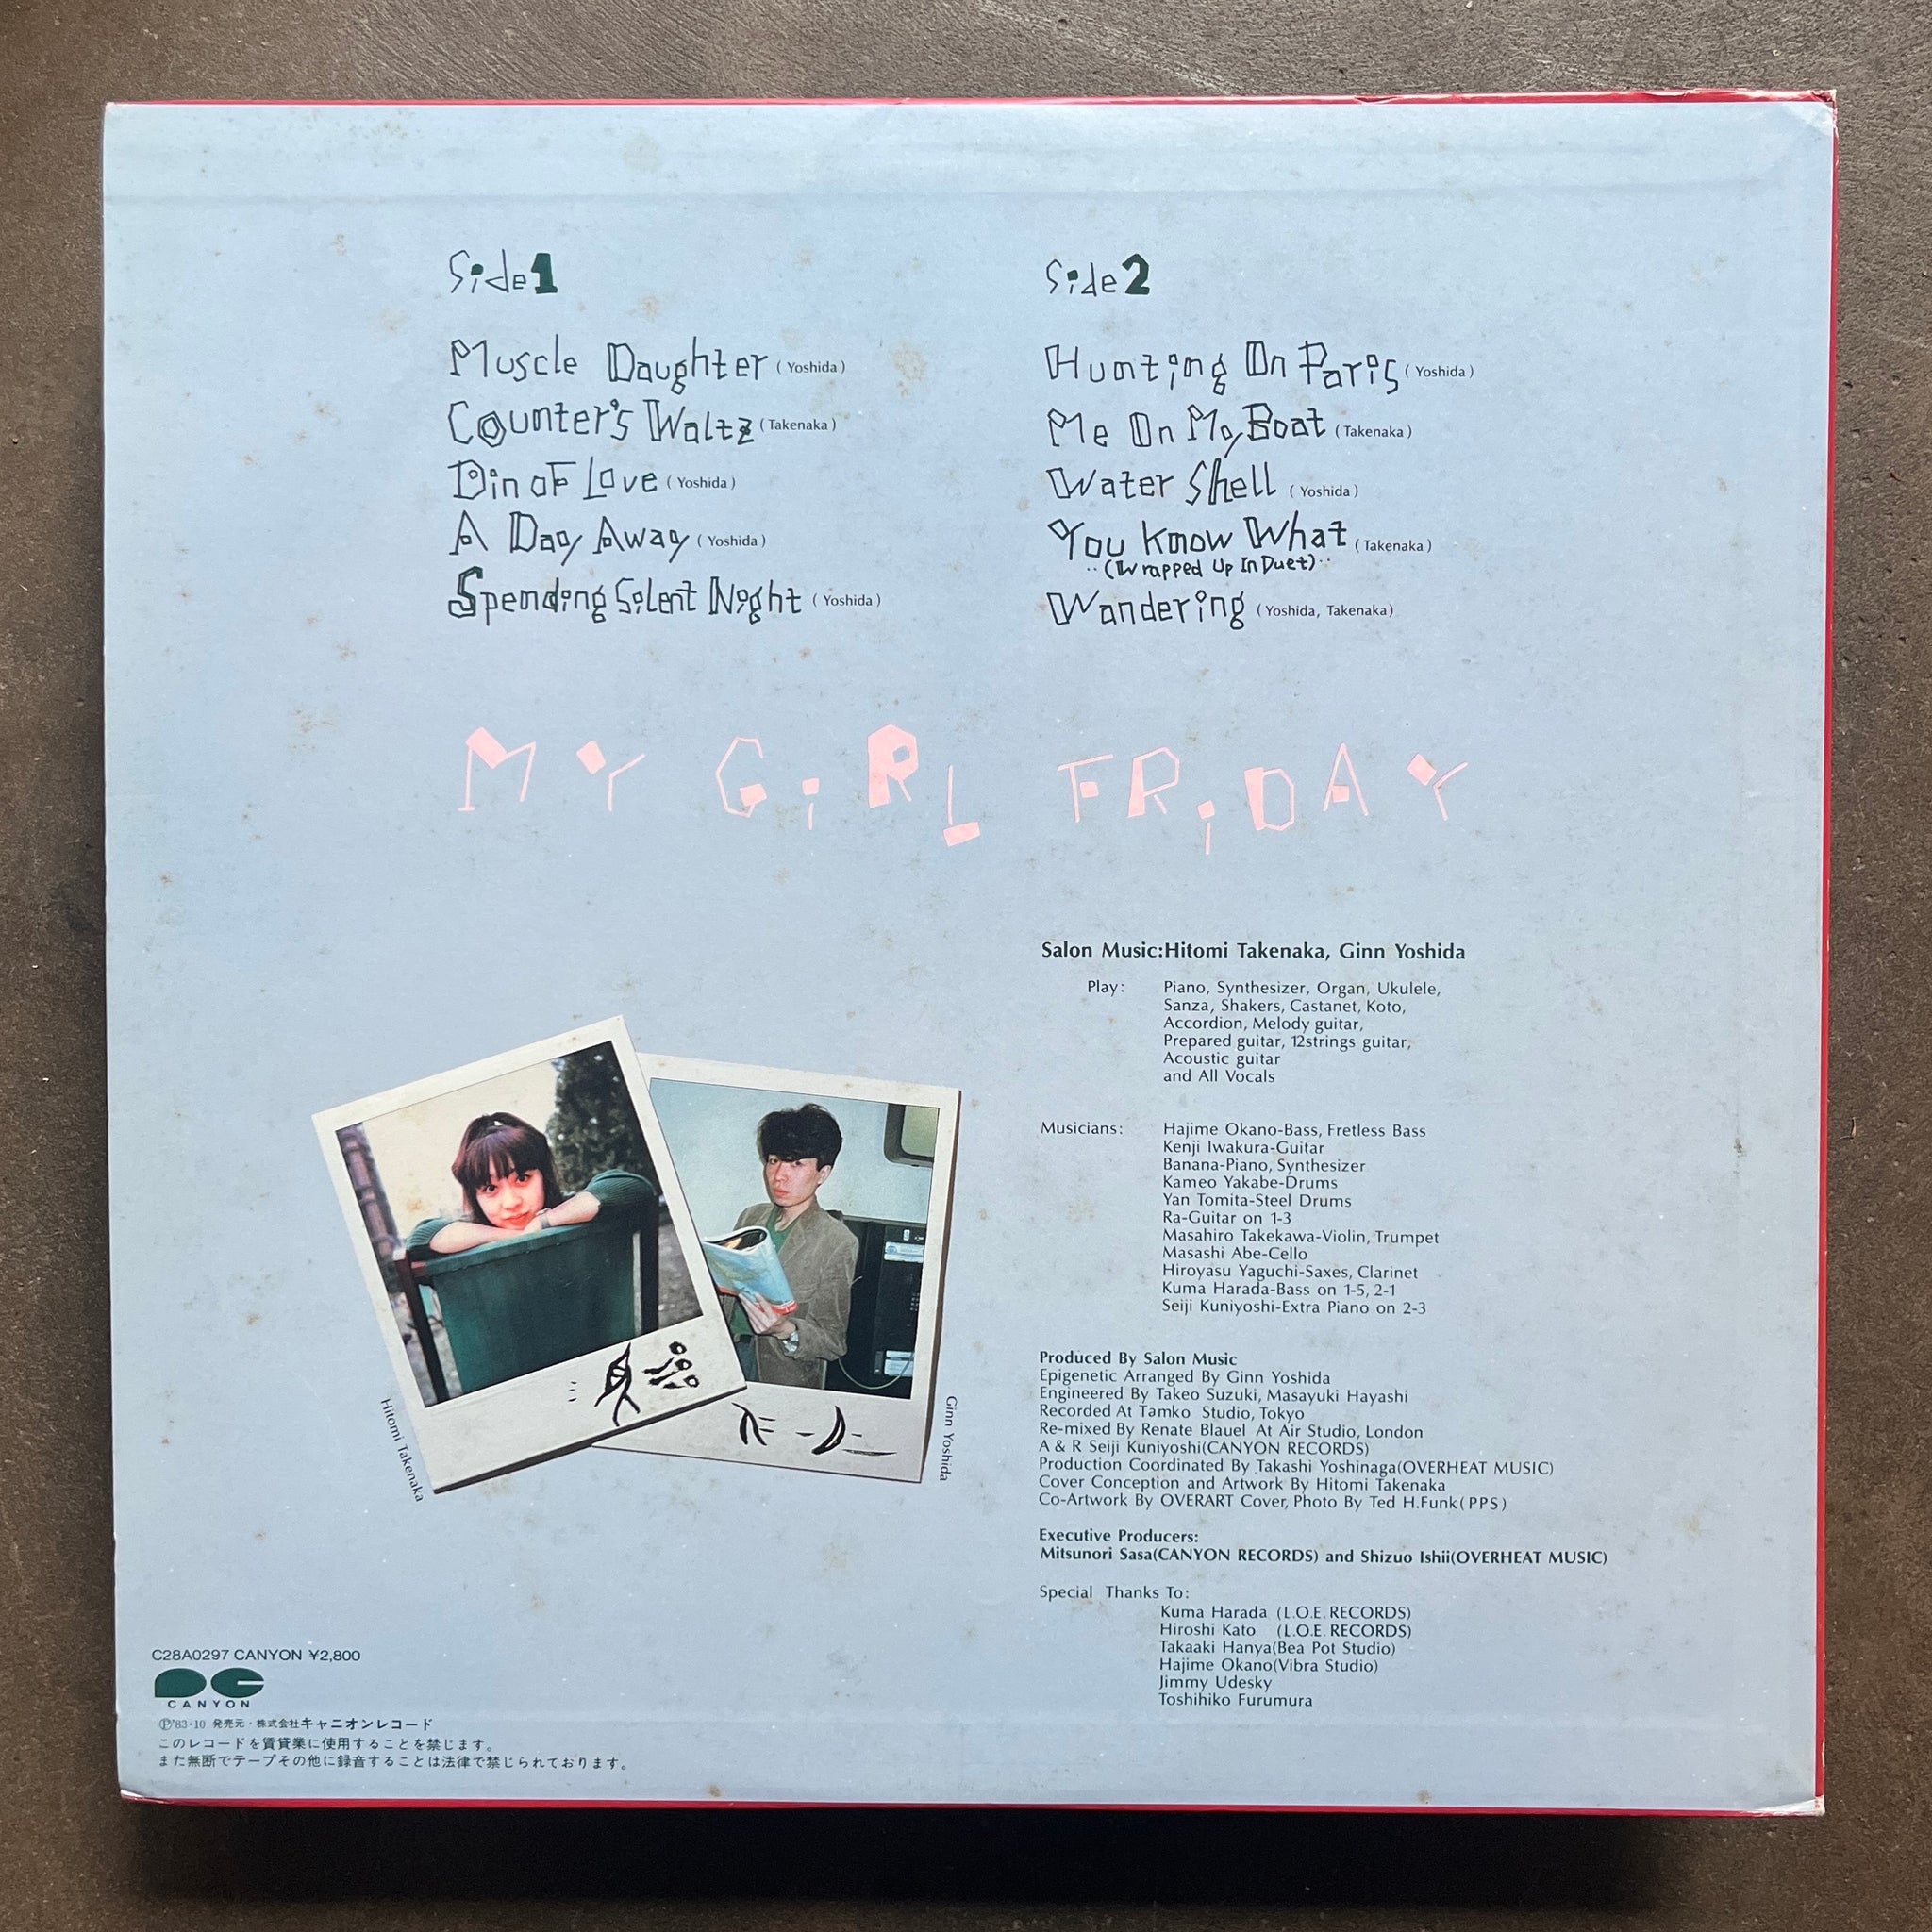 Side 1
Muscle Daughter (Yoshida)
Counter's Waltz (Takenaka)
Din oF Love (Yoshida)
A Day Away (Yoshida)
Spending Silent Night (Yoshida)
Side 2
Hunting On Paris (Yoshida)
Me On My Boat (Takenaka)
Water Shell (Yoshida)
You Know What (Takenaka)
··(Wrapped Up In Duet)··
Wandering (Yoshida, Takenaka)
MY GiRL FRiDAY
Salon Music:Hitomi Takenaka, Ginn Yoshida
Play: Piano, Synthesizer, Organ, Ukulele,
Sanza, Shakers, Castanet, Koto,
Accordion, Melody guitar,
Prepared guitar, 12strings guitar,
Acoustic guitar
and All Vocals
Musicians: Hajime Okano-Bass, Fretless Bass
Kenji Iwakura-Guitar
Banana-Piano, Synthesizer
Kameo Yakabe-Drums
Yan Tomita-Steel Drums
Ra-Guitar on 1-3
Masahiro Takekawa-Violin, Trumpet
Masashi Abe-Cello
Hiroyasu Yaguchi-Saxes, Clarinet
Kuma Harada-Bass on 1-5, 2-1
Seiji Kuniyoshi-Extra Piano on 2-3
Produced By Salon Music
Epigenetic Arranged By Ginn Yoshida
Engineered By Takeo Suzuki, Masayuki Hayashi
Recorded At Tamko Studio, Tokyo
Re-mixed By Renate Blauel At Air Studio, London
A & R Seiji Kuniyoshi(CANYON RECORDS)
Production Coordinated By Takashi Yoshinaga(OVERHEAT MUSIC)
Cover Conception and Artwork By Hitomi Takenaka
Co-Artwork By OVERART Cover, Photo By Ted H.Funk(PPS)
Executive Producers:
Mitsunori Sasa(CANYON RECORDS) and Shizuo Ishii(OVERHEAT MUSIC)
Special Thanks To:
Kuma Harada (L.O.E. RECORDS)
Hiroshi Kato (L.O.E. RECORDS)
Takaaki Hanya(Bea Pot Studio)
Hajime Okano(Vibra Studio)
Jimmy Udesky
Toshihiko Furumura
Hitomi Takenaka
Ginn Yoshida
C28A0297 CANYON ¥2,800
CANYON
Ⓟ'83·10 発売元・株式会社キャニオンレコード
このレコードを賃貸業に使用することを禁じます。
また無断でテープその他に録音することは法律で禁じられております。